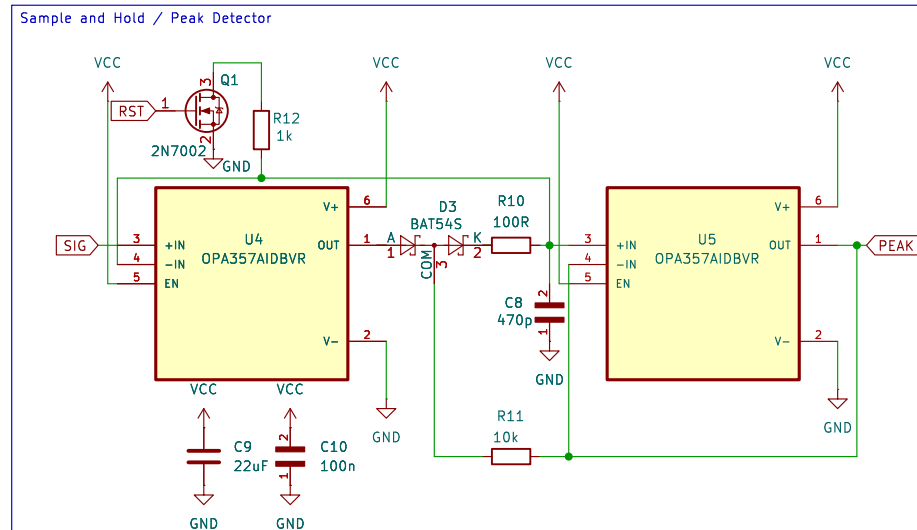 Sample and Hold / Peak Detector
VCC
VCC
VCC
VCC
3
Q1
RST
1
R12
1k
2
2N7002
GND
V+
6
V+
6
D3
BAT54S
R10
100R
SIG
3
+IN
U4
OUT
1
A
1
K
2
3
+IN
U5
OUT
1
PEAK
4
-IN
OPA357AIDBVR
COM
3
4
-IN
OPA357AIDBVR
5
EN
5
EN
C8
470p
2
1
V-
2
V-
2
GND
VCC
VCC
GND
GND
R11
10k
C9
22uF
2
1
C10
100n
GND
GND